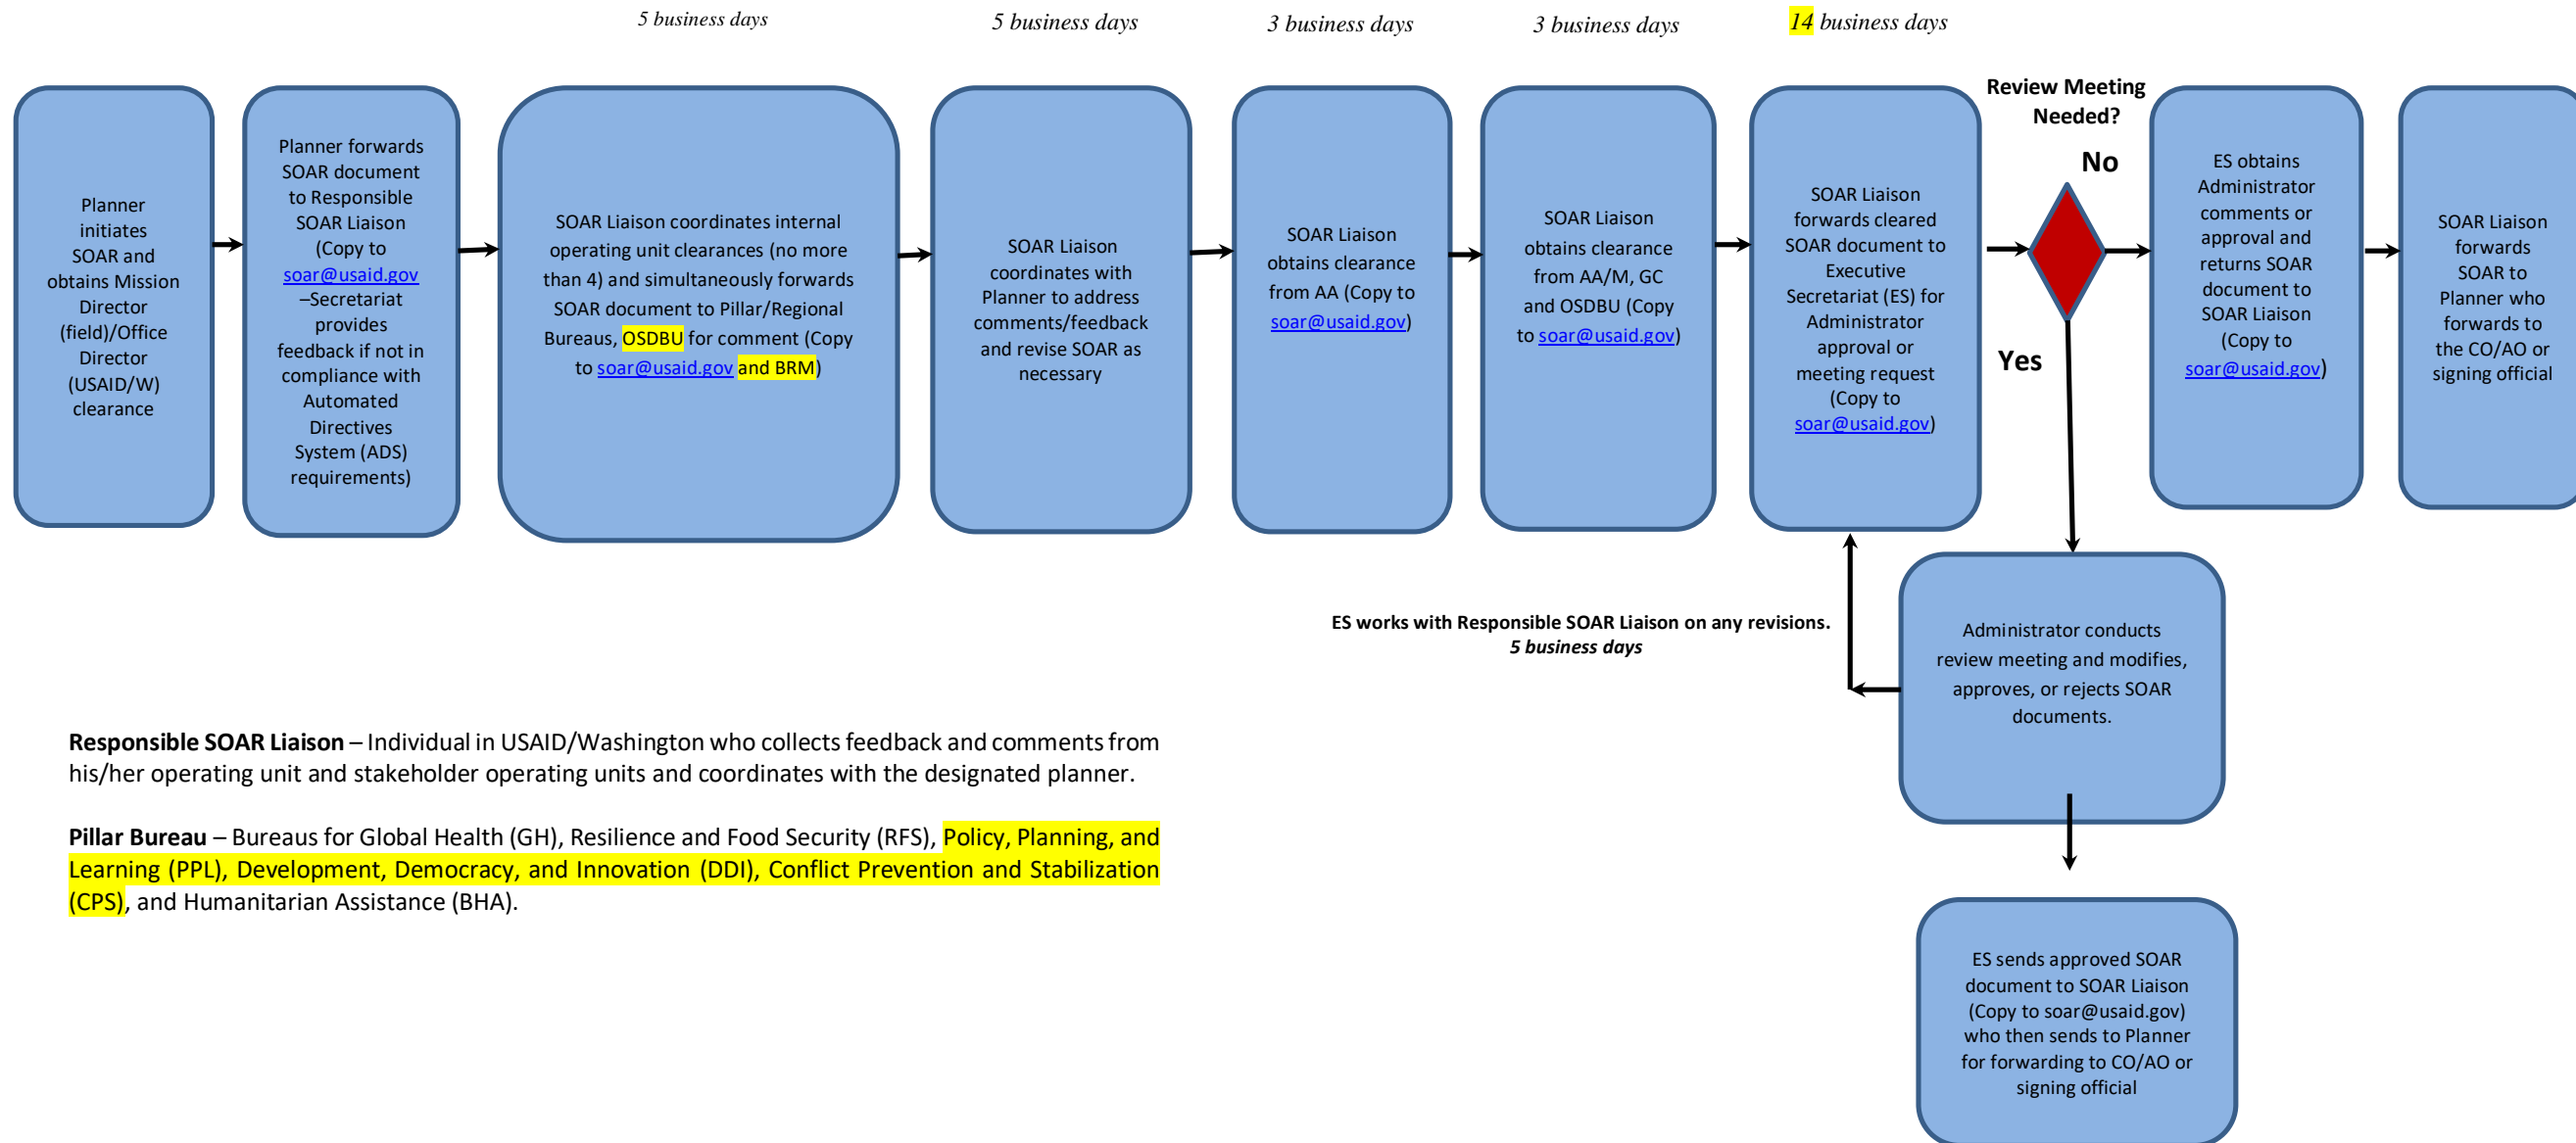 5 business days
5 business days
3 business days
3 business days
14 business days
Planner
initiates
SOAR and
obtains Mission
Director
(field)/Office
Director
(USAID/W)
clearance
Planner forwards
SOAR document
to Responsible
SOAR Liaison
(Copy to
soar@usaid.gov
–Secretariat
provides
feedback if not in
compliance with
Automated
Directives
System (ADS)
requirements)
SOAR Liaison coordinates internal
operating unit clearances (no more
than 4) and simultaneously forwards
SOAR document to Pillar/Regional
Bureaus, OSDBU for comment (Copy
to soar@usaid.gov and BRM)
SOAR Liaison
coordinates with
Planner to address
comments/feedback
and revise SOAR as
necessary
SOAR Liaison
obtains clearance
from AA (Copy to
soar@usaid.gov)
SOAR Liaison
obtains clearance
from AA/M, GC
and OSDBU (Copy
to soar@usaid.gov)
SOAR Liaison
forwards cleared
SOAR document to
Executive
Secretariat (ES) for
Administrator
approval or
meeting request
(Copy to
soar@usaid.gov)
Review Meeting
Needed?
No
Yes
ES obtains
Administrator
comments or
approval and
returns SOAR
document to
SOAR Liaison
(Copy to
soar@usaid.gov)
SOAR Liaison
forwards
SOAR to
Planner who
forwards to
the CO/AO or
signing official
ES works with Responsible SOAR Liaison on any revisions.
5 business days
Administrator conducts
review meeting and modifies,
approves, or rejects SOAR
documents.
Responsible SOAR Liaison – Individual in USAID/Washington who collects feedback and comments from
his/her operating unit and stakeholder operating units and coordinates with the designated planner.
Pillar Bureau – Bureaus for Global Health (GH), Resilience and Food Security (RFS), Policy, Planning, and
Learning (PPL), Development, Democracy, and Innovation (DDI), Conflict Prevention and Stabilization
(CPS), and Humanitarian Assistance (BHA).
ES sends approved SOAR
document to SOAR Liaison
(Copy to soar@usaid.gov)
who then sends to Planner
for forwarding to CO/AO or
signing official